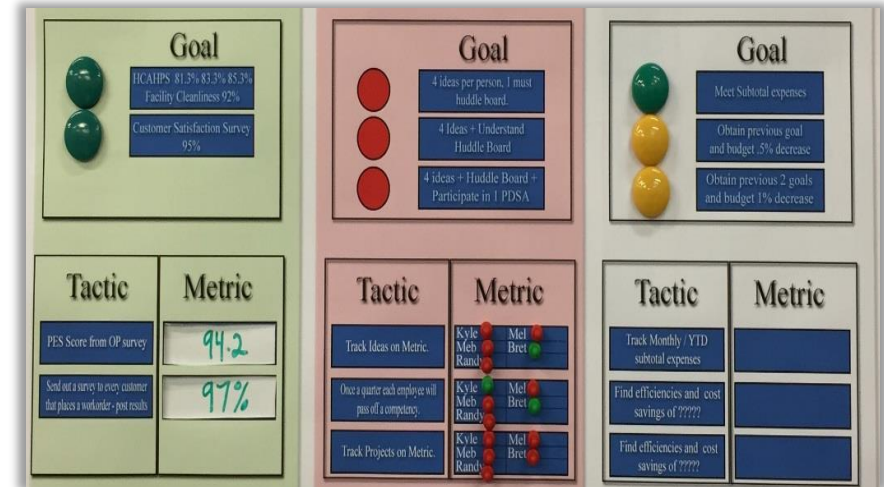 Goal
HCAHPS 81.3% 83.3% 85.3%
Facility Cleanliness 92%
Customer Satisfaction Survey
95%
Tactic
Metric
PES Score from OP survey
94.2
Send out a survey to every customer
that places a workorder - post results
97%
Goal
4 ideas per person, 1 must
huddle board.
4 Ideas + Understand
Huddle Board
4 ideas + Huddle Board +
Participate in 1 PDSA
Tactic
Metric
Track Ideas on Metric.
Kyle Mel
Meb Bret
Randy
Once a quarter each employee will
pass off a competency.
Kyle Mel
Meb Bret
Randy
Track Projects on Metric.
Kyle Mel
Meb Bret
Randy
Goal
Meet Subtotal expenses
Obtain previous goal
and budget .5% decrease
Obtain previous 2 goals
and budget 1% decrease
Tactic
Metric
Track Monthly / YTD
subtotal expenses
Find efficiencies and cost
savings of ?????
Find efficiencies and cost
savings of ?????